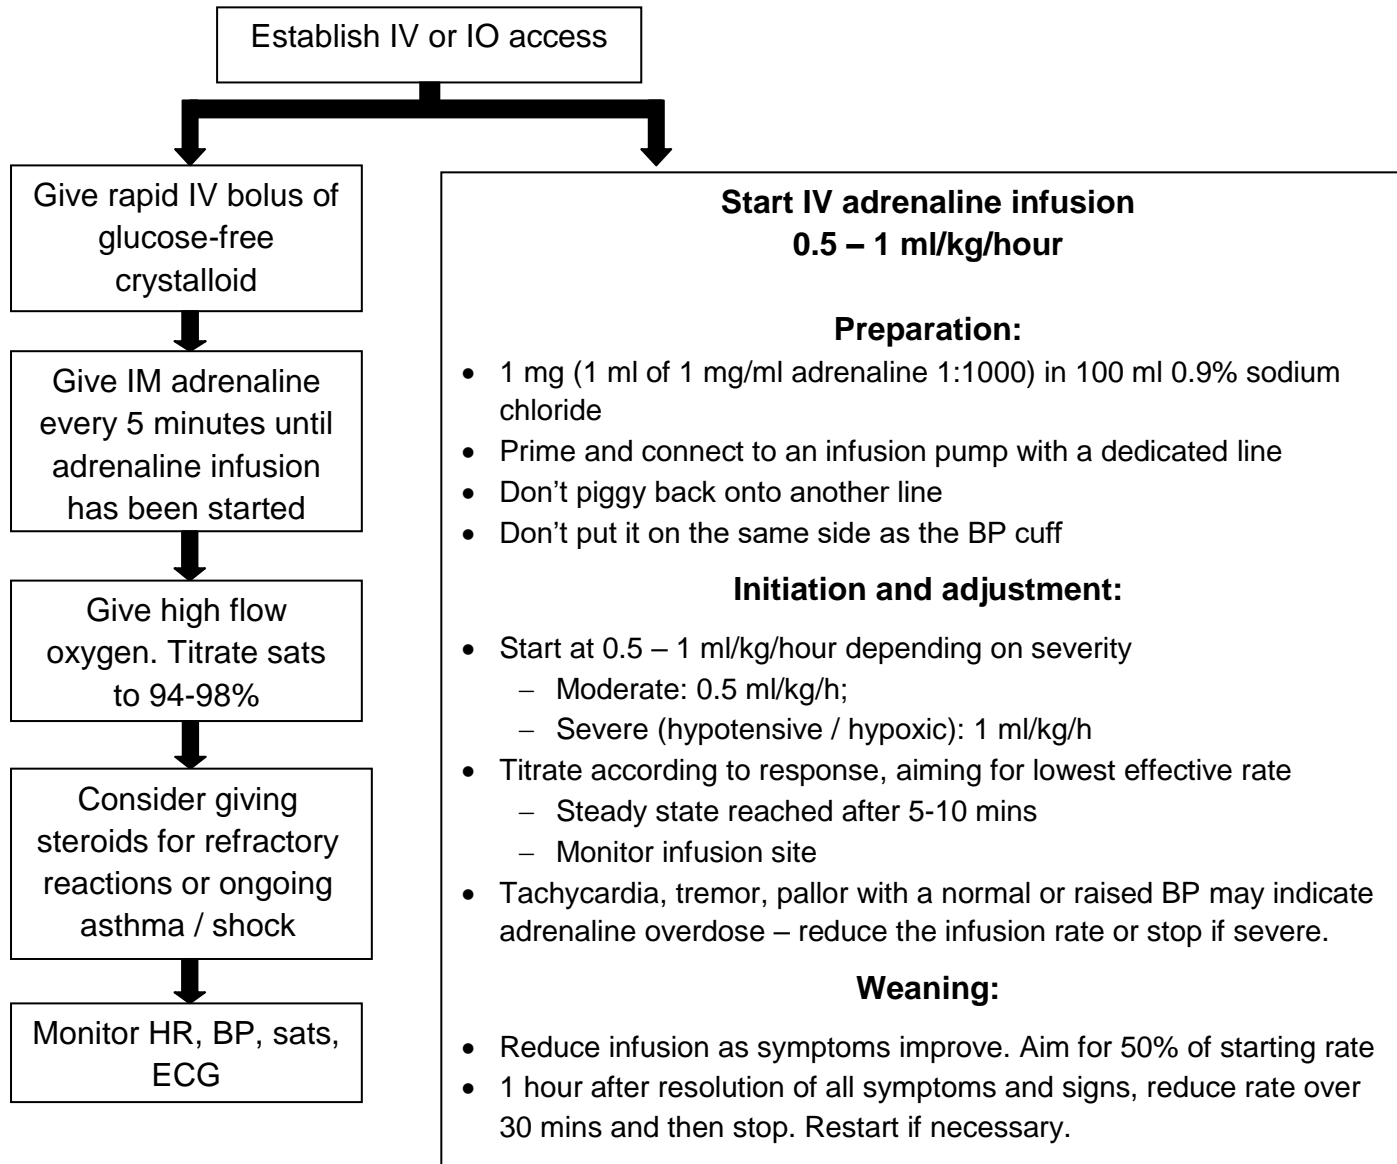 Establish IV or IO access
Give rapid IV bolus of
glucose-free
crystalloid
Give IM adrenaline
every 5 minutes until
adrenaline infusion
has been started
Give high flow
oxygen. Titrate sats
to 94-98%
Consider giving
steroids for refractory
reactions or ongoing
asthma / shock
Monitor HR, BP, sats,
ECG
Start IV adrenaline infusion
0.5 – 1 ml/kg/hour
Preparation:
• 1 mg (1 ml of 1 mg/ml adrenaline 1:1000) in 100 ml 0.9% sodium
chloride
• Prime and connect to an infusion pump with a dedicated line
• Don’t piggy back onto another line
• Don’t put it on the same side as the BP cuff
Initiation and adjustment:
• Start at 0.5 – 1 ml/kg/hour depending on severity
– Moderate: 0.5 ml/kg/h;
– Severe (hypotensive / hypoxic): 1 ml/kg/h
• Titrate according to response, aiming for lowest effective rate
– Steady state reached after 5-10 mins
– Monitor infusion site
• Tachycardia, tremor, pallor with a normal or raised BP may indicate
adrenaline overdose – reduce the infusion rate or stop if severe.
Weaning:
• Reduce infusion as symptoms improve. Aim for 50% of starting rate
• 1 hour after resolution of all symptoms and signs, reduce rate over
30 mins and then stop. Restart if necessary.